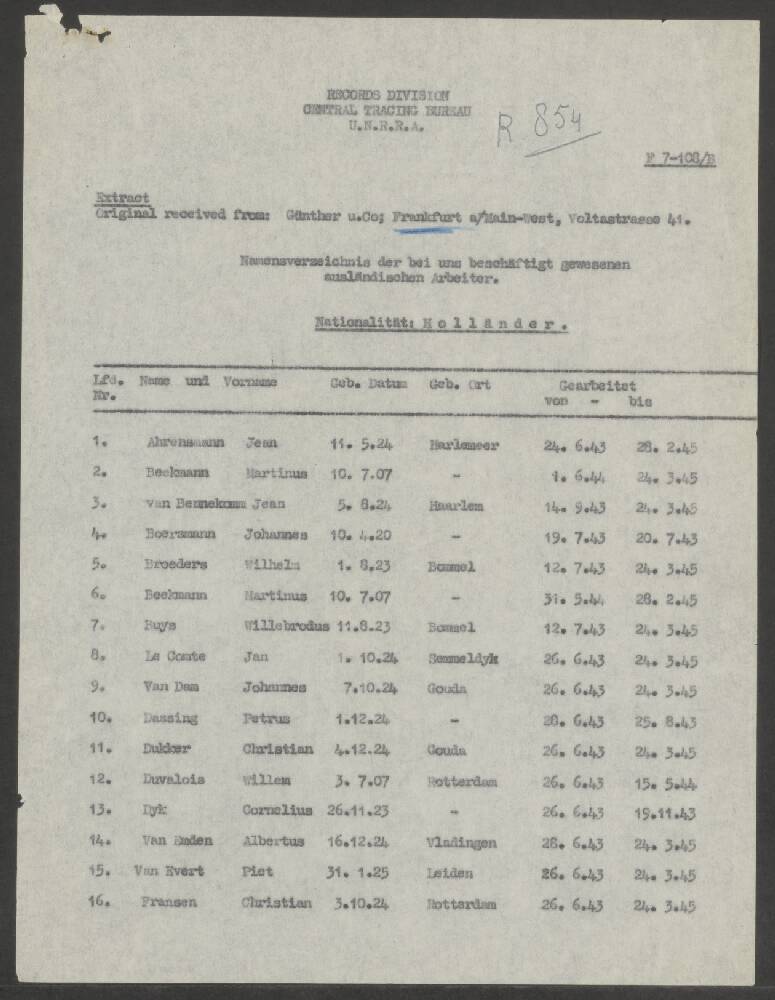 RECORDS DIVISION
CENTRAL TRACING BUREAU
U.N.R.R.A.
R 854
F 7-108/B
Extract
Original received from: Günther u.Co; Frankfurt a/Main-West, Voltastrasse 41.
Namensverzeichnis der bei uns beschäftigt gewesenen
ausländischen Arbeiter.
Nationalität: H o l l ä n d e r .
Lfd. Name und Vorname Geb. Datum Geb. Ort Gearbeitet
Nr. von - bis
1. Ahrensmann Jean 11. 5.24 Harlemeer 24. 6.43 28. 2.45
2. Beekmann Martinus 10. 7.07 - 1. 6.44 24. 3.45
3. van Bennekomm Jean 5. 8.24 Haarlem 14. 9.43 24. 3.45
4. Boersmann Johannes 10. 4.20 - 19. 7.43 20. 7.43
5. Broeders Wilhelm 1. 8.23 Bommel 12. 7.43 24. 3.45
6. Beekmann Martinus 10. 7.07 - 31. 5.44 28. 2.45
7. Buys Willebrodus 11.8.23 Bommel 12. 7.43 24. 3.45
8. La Comte Jan 1. 10.24 Sommeldyk 26. 6.43 24. 3.45
9. Van Dam Johannes 7.10.24 Gouda 26. 6.43 24. 3.45
10. Dassing Petrus 1.12.24 - 28. 6.43 25. 8.43
11. Dukker Christian 4.12.24 Gouda 26. 6.43 24. 3.45
12. Duvalois Willem 3. 7.07 Rotterdam 26. 6.43 15. 5.44
13. Dyk Cornelius 26.11.23 - 26. 6.43 19.11.43
14. Van Emden Albertus 16.12.24 Vladingen 28. 6.43 24. 3.45
15. Van Evert Piet 31. 1.25 Leiden 26. 6.43 24. 3.45
16. Fransen Christian 3.10.24 Rotterdam 26. 6.43 24. 3.45